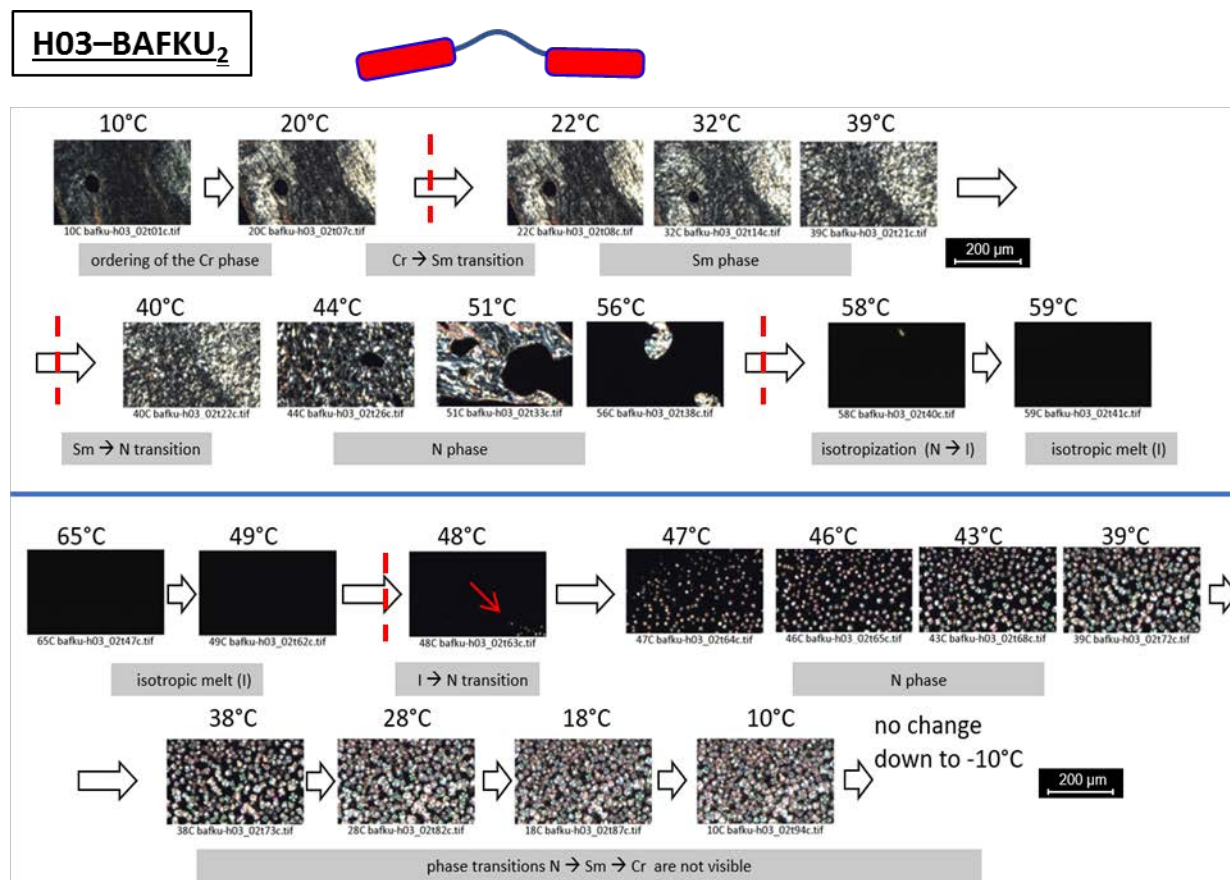 H03–BAFKU2
10°C
20°C
22°C
32°C
39°C
10C bafku-h03_02t01c.tif
20C bafku-h03_02t07c.tif
22C bafku-h03_02t08c.tif
32C bafku-h03_02t14c.tif
39C bafku-h03_02t21c.tif
200 µm
ordering of the Cr phase
Cr → Sm transition
Sm phase
40°C
44°C
51°C
56°C
58°C
59°C
40C bafku-h03_02t22c.tif
44C bafku-h03_02t26c.tif
51C bafku-h03_02t33c.tif
56C bafku-h03_02t38c.tif
58C bafku-h03_02t40c.tif
59C bafku-h03_02t41c.tif
Sm → N transition
N phase
isotropization (N → I)
isotropic melt (I)
65°C
49°C
48°C
47°C
46°C
43°C
39°C
65C bafku-h03_02t47c.tif
49C bafku-h03_02t62c.tif
48C bafku-h03_02t63c.tif
47C bafku-h03_02t64c.tif
46C bafku-h03_02t65c.tif
43C bafku-h03_02t68c.tif
39C bafku-h03_02t72c.tif
isotropic melt (I)
I → N transition
N phase
38°C
28°C
18°C
10°C
no change
down to -10°C
38C bafku-h03_02t73c.tif
28C bafku-h03_02t82c.tif
18C bafku-h03_02t87c.tif
10C bafku-h03_02t94c.tif
200 µm
phase transitions N → Sm → Cr are not visible